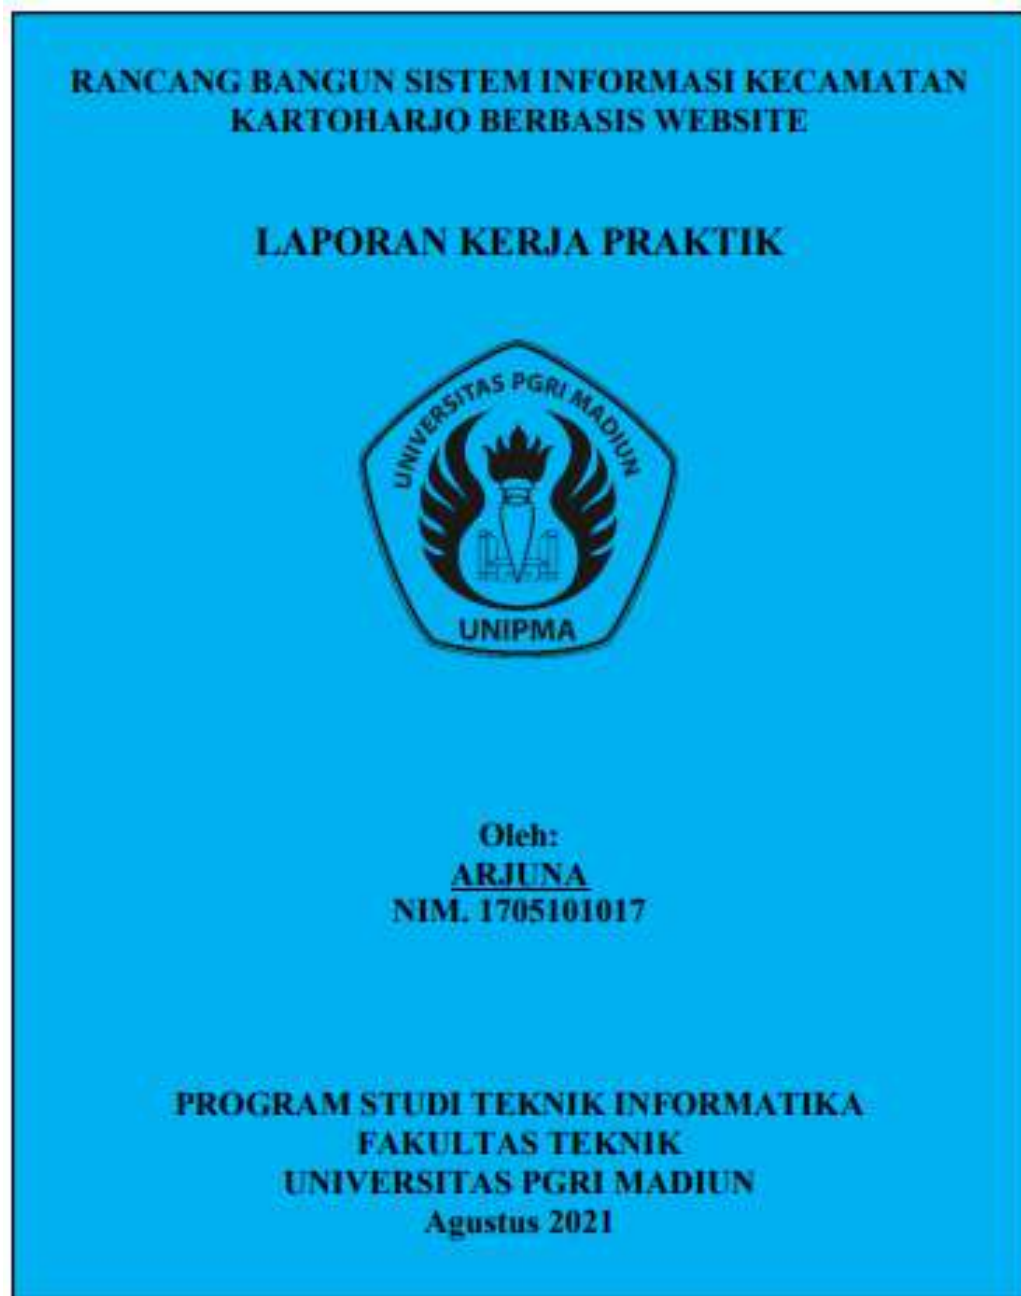 RANCANG BANGUN SISTEM INFORMASI KECAMATAN
KARTOHARJO BERBASIS WEBSITE
LAPORAN KERJA PRAKTIK
UNIVERSITAS PGRI MADIUN
UNIPMA
Oleh:
ARJUNA
NIM. 1705101017
PROGRAM STUDI TEKNIK INFORMATIKA
FAKULTAS TEKNIK
UNIVERSITAS PGRI MADIUN
Agustus 2021